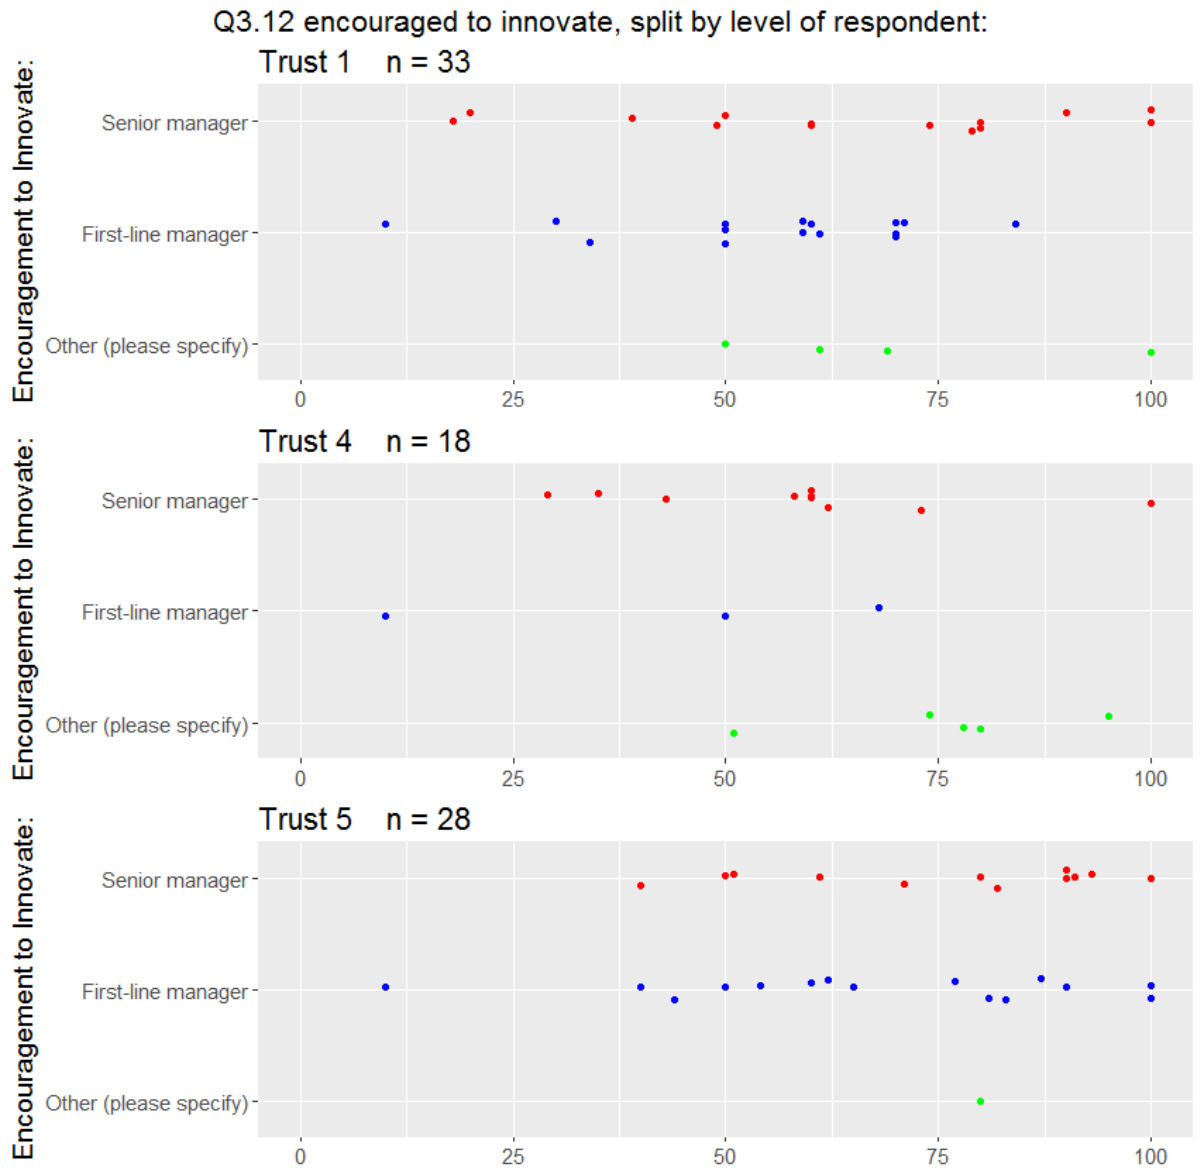 Q3.12 encouraged to innovate, split by level of respondent:
Trust 1 n = 33
Encouragement to Innovate:
Senior manager
First-line manager
Other (please specify)
0 25 50 75 100
Trust 4 n = 18
Encouragement to Innovate:
Senior manager
First-line manager
Other (please specify)
0 25 50 75 100
Trust 5 n = 28
Encouragement to Innovate:
Senior manager
First-line manager
Other (please specify)
0 25 50 75 100